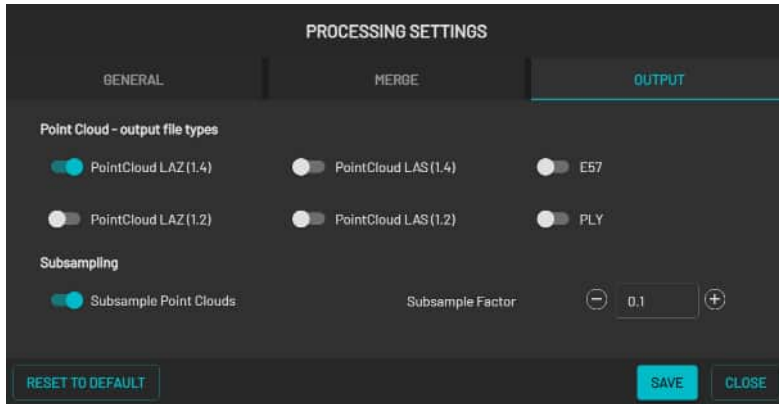 PROCESSING SETTINGS
GENERAL MERGE OUTPUT
Point Cloud - output file types
PointCloud LAZ (1.4) PointCloud LAS (1.4) E57
PointCloud LAZ (1.2) PointCloud LAS (1.2) PLY
Subsampling
Subsample Point Clouds Subsample Factor 0.1
RESET TO DEFAULT SAVE CLOSE